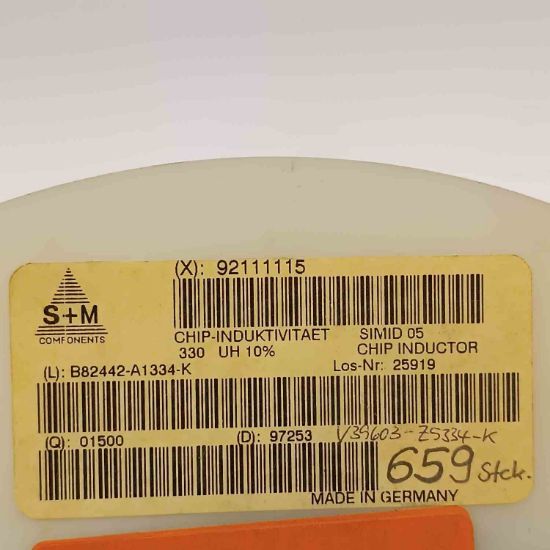 (X): 92111115
S+M
COMPONENTS
CHIP-INDUKTIVITAET SIMID 05
330 UH 10% CHIP INDUCTOR
(L): B82442-A1334-K Los-Nr: 25919
(Q): 01500 (D): 97253 V39603-Z5334-K
659 Stck.
MADE IN GERMANY